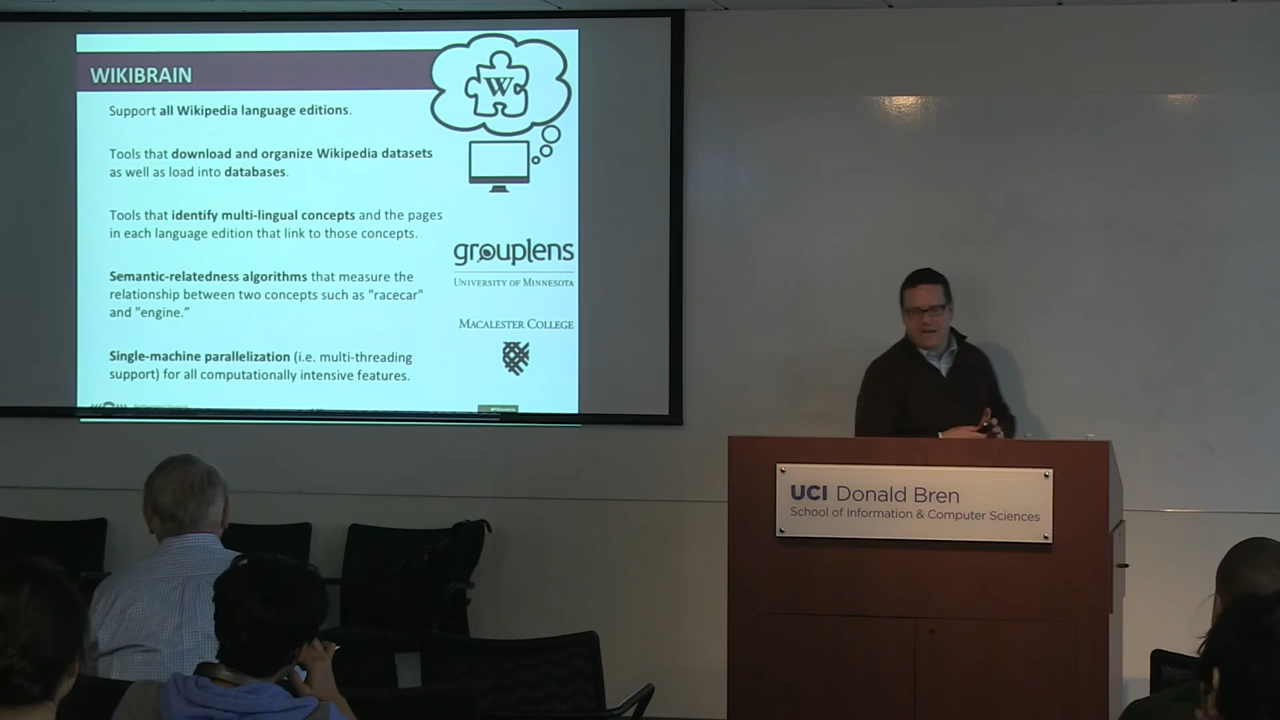 WIKIBRAIN
W
Support all Wikipedia language editions.
Tools that download and organize Wikipedia datasets
as well as load into databases.
Tools that identify multi-lingual concepts and the pages
in each language edition that link to those concepts.
Semantic-relatedness algorithms that measure the
relationship between two concepts such as "racecar"
and "engine."
Single-machine parallelization (i.e. multi-threading
support) for all computationally intensive features.
grouplens
UNIVERSITY OF MINNESOTA
MACALESTER COLLEGE
UCI Donald Bren
School of Information & Computer Sciences